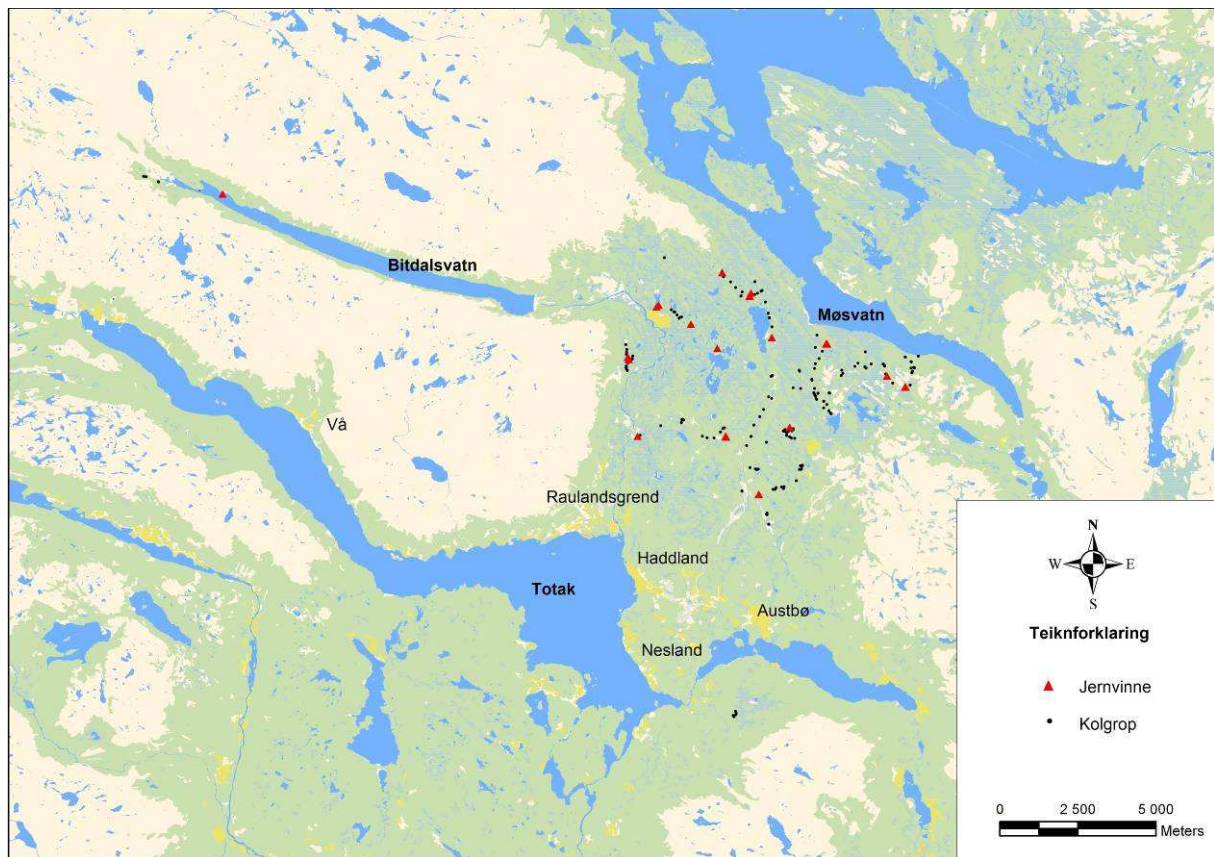 Bitdalsvatn
Møsvatn
Vå
Raulandsgrend
Haddland
Totak
Austbø
Nesland
N
W E
S
Teiknforklaring
Jernvinne
Kolgrop
0 2 500 5 000
Meters